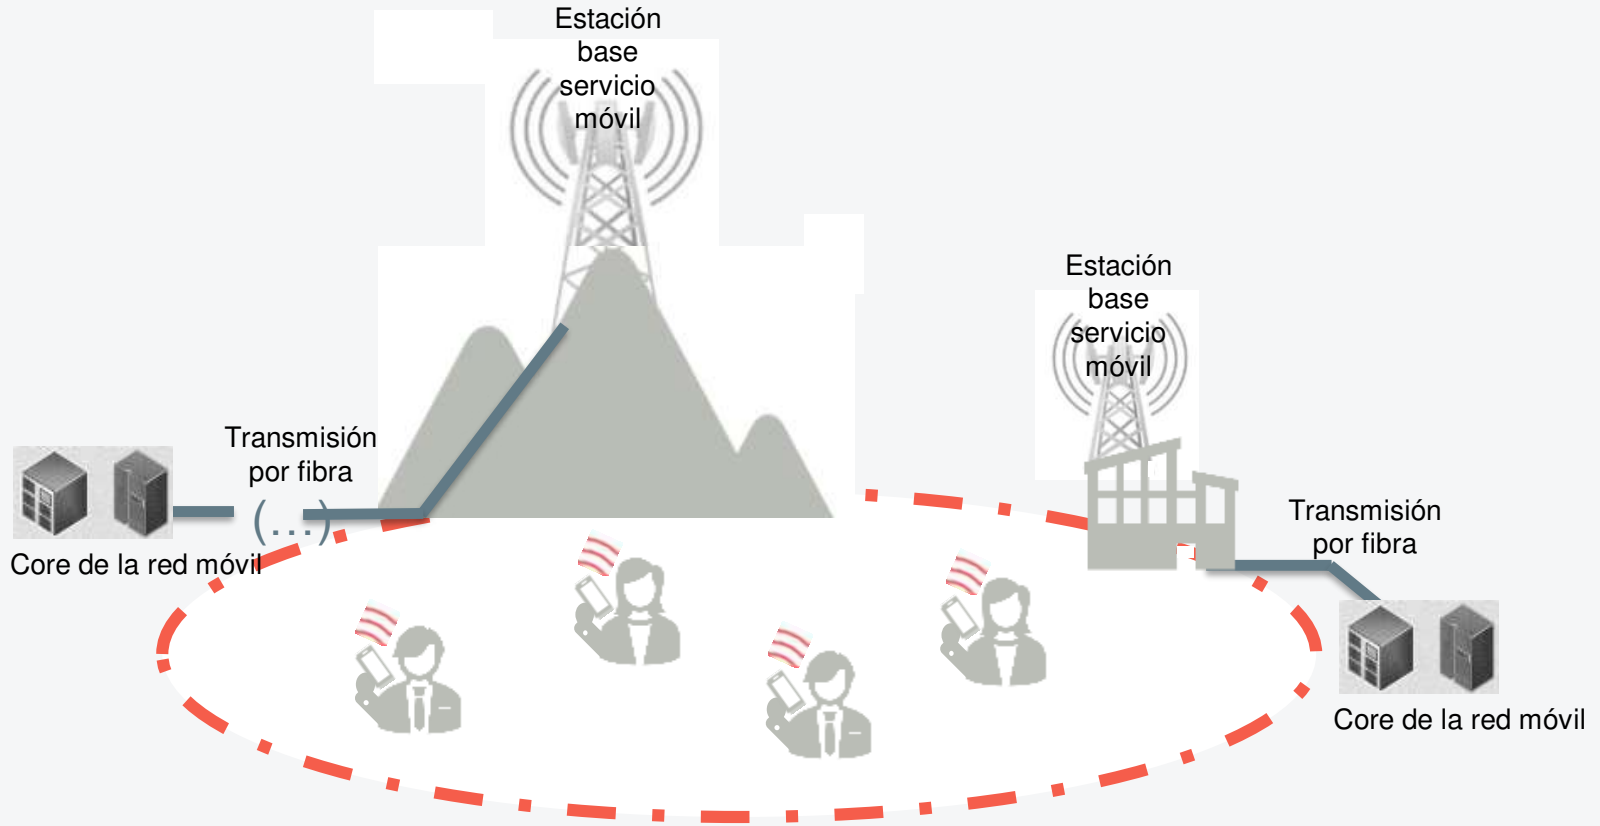 Estación
base
servicio
móvil
Estación
base
servicio
móvil
Transmisión
por fibra
(...)
Core de la red móvil
Transmisión
por fibra
Core de la red móvil